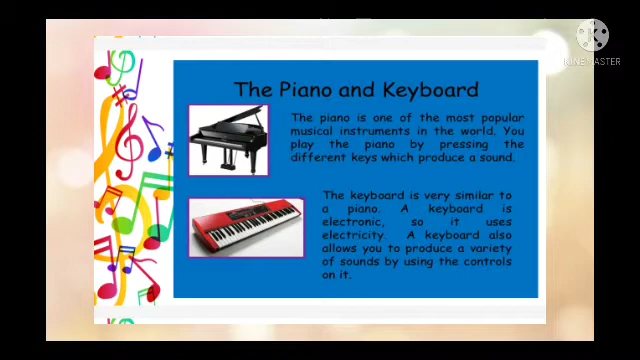 The Piano and Keyboard
The piano is one of the most popular
musical instruments in the world. You
play the piano by pressing the
different keys which produce a sound.
The keyboard is very similar to
a piano. A keyboard is
electronic, so it uses
electricity. A keyboard also
allows you to produce a variety
of sounds by using the controls
on it.
KINEMASTER